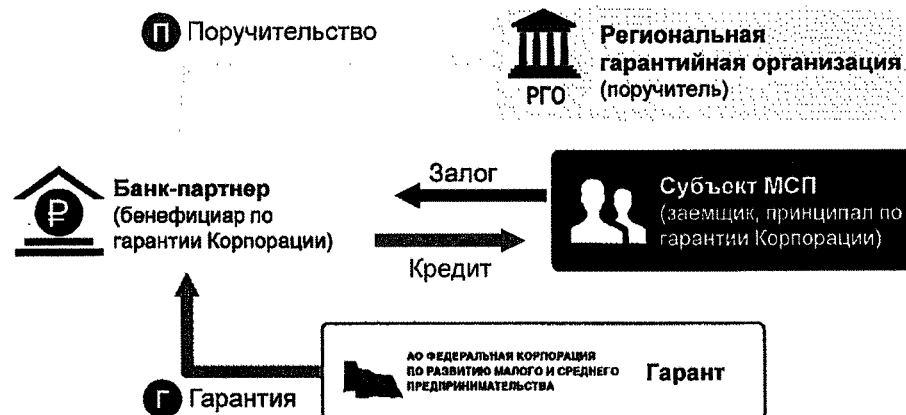 П Поручительство
Региональная
гарантийная организация
(поручитель)
РГО
Залог
₽
Банк-партнер
(бенефициар по
гарантии Корпорации)
Субъект МСП
(заемщик, принципал по
гарантии Корпорации)
Кредит
АО ФЕДЕРАЛЬНАЯ КОРПОРАЦИЯ
ПО РАЗВИТИЮ МАЛОГО И СРЕДНЕГО
ПРЕДПРИНИМАТЕЛЬСТВА
Гарант
Г Гарантия